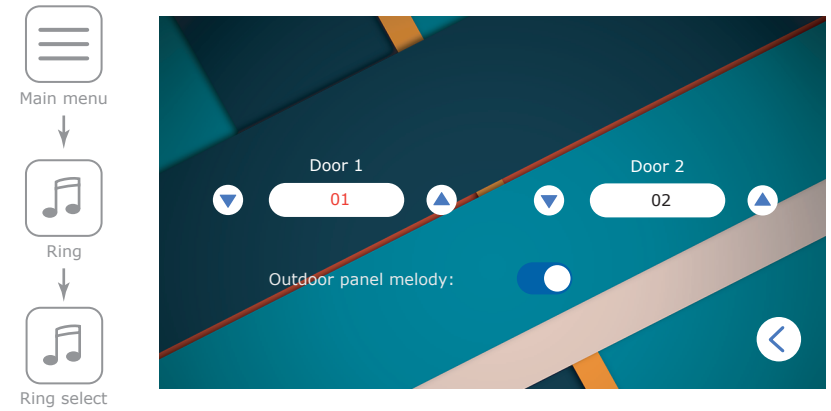 Main menu
Ring
Ring select
Door 1
01
Door 2
02
Outdoor panel melody: